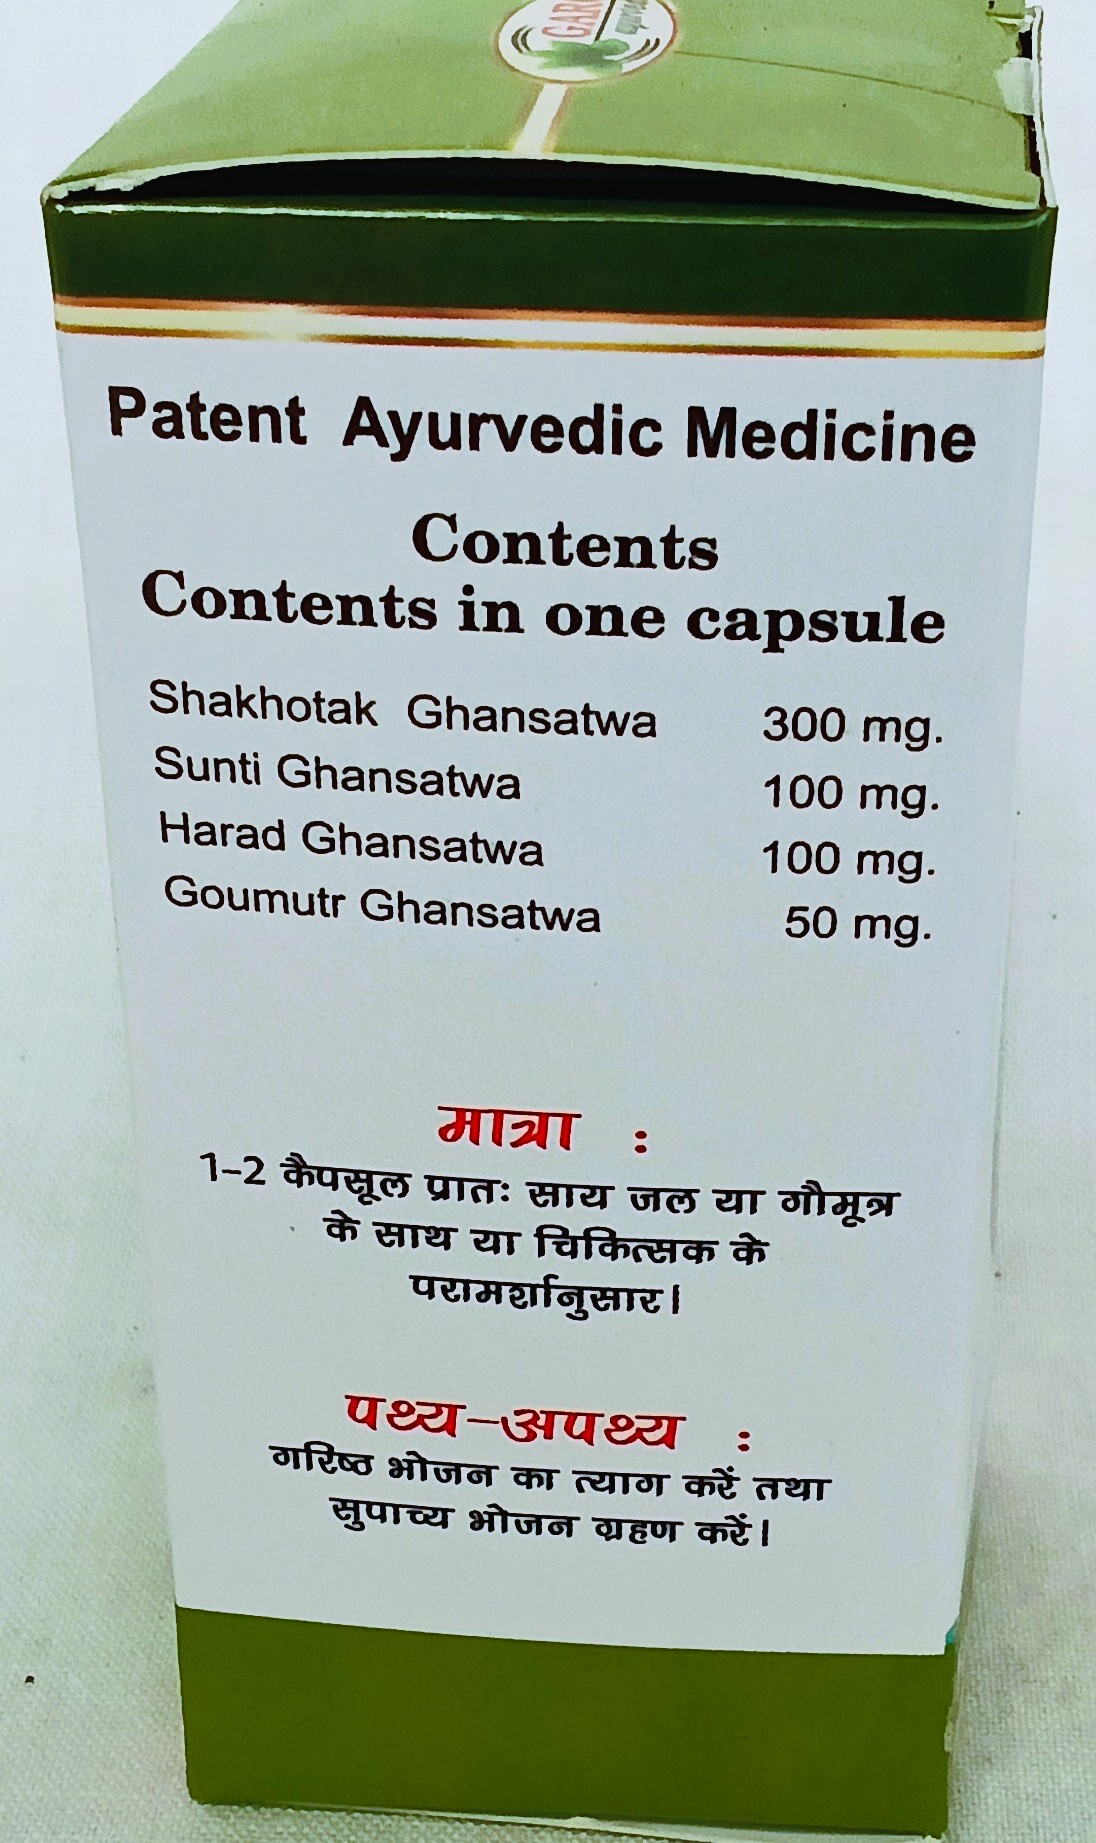 Patent Ayurvedic Medicine
Contents
Contents in one capsule
Shakhotak Ghansatwa 300 mg.
Sunti Ghansatwa 100 mg.
Harad Ghansatwa 100 mg.
Goumutr Ghansatwa 50 mg.
मात्रा :
1-2 कैपसूल प्रातः साय जल या गौमूत्र
के साथ या चिकित्सक के
परामर्शानुसार।
पथ्य-अपथ्य :
गरिष्ठ भोजन का त्याग करें तथा
सुपाच्य भोजन ग्रहण करें।